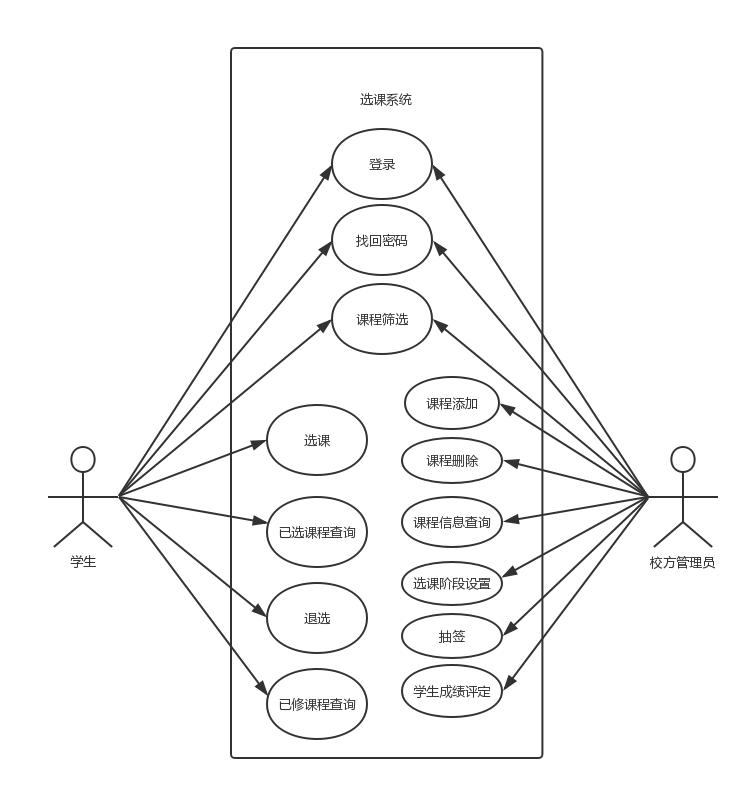 选课系统
登录
找回密码
课程筛选
课程添加
选课
课程删除
课程信息查询
已选课程查询
学生
校方管理员
选课阶段设置
退选
抽签
学生成绩评定
已修课程查询